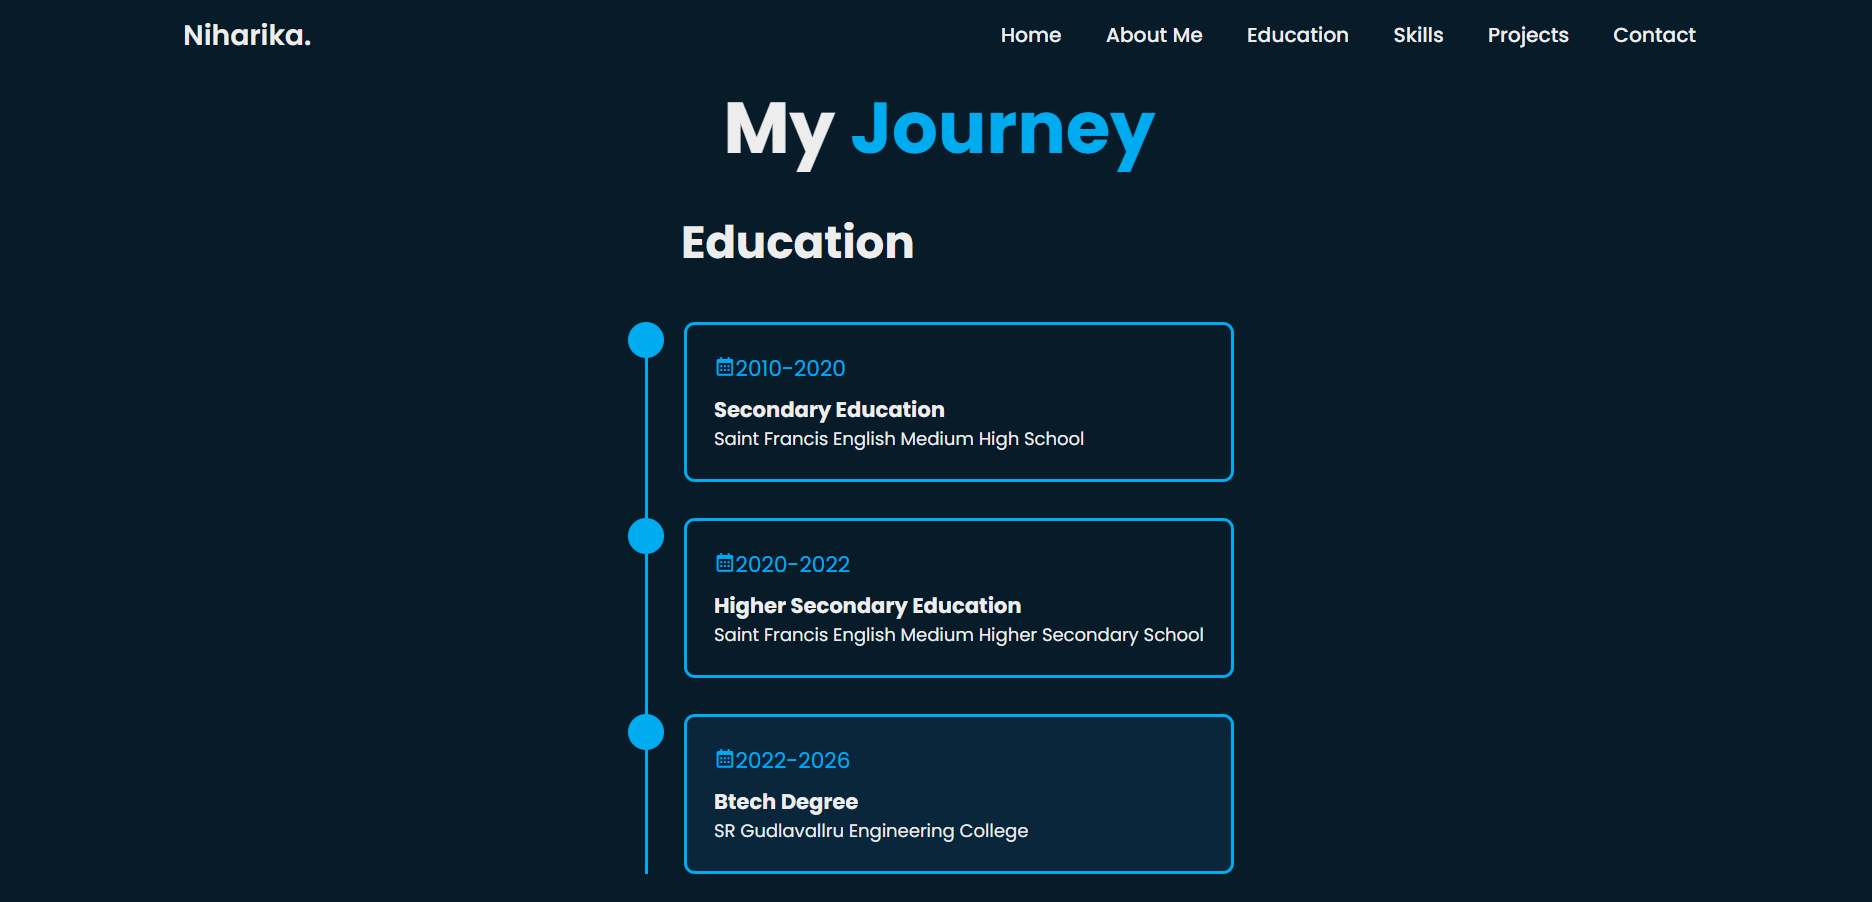 Niharika.
Home About Me Education Skills Projects Contact
My Journey
Education
2010-2020
Secondary Education
Saint Francis English Medium High School
2020-2022
Higher Secondary Education
Saint Francis English Medium Higher Secondary School
2022-2026
Btech Degree
SR Gudlavallru Engineering College